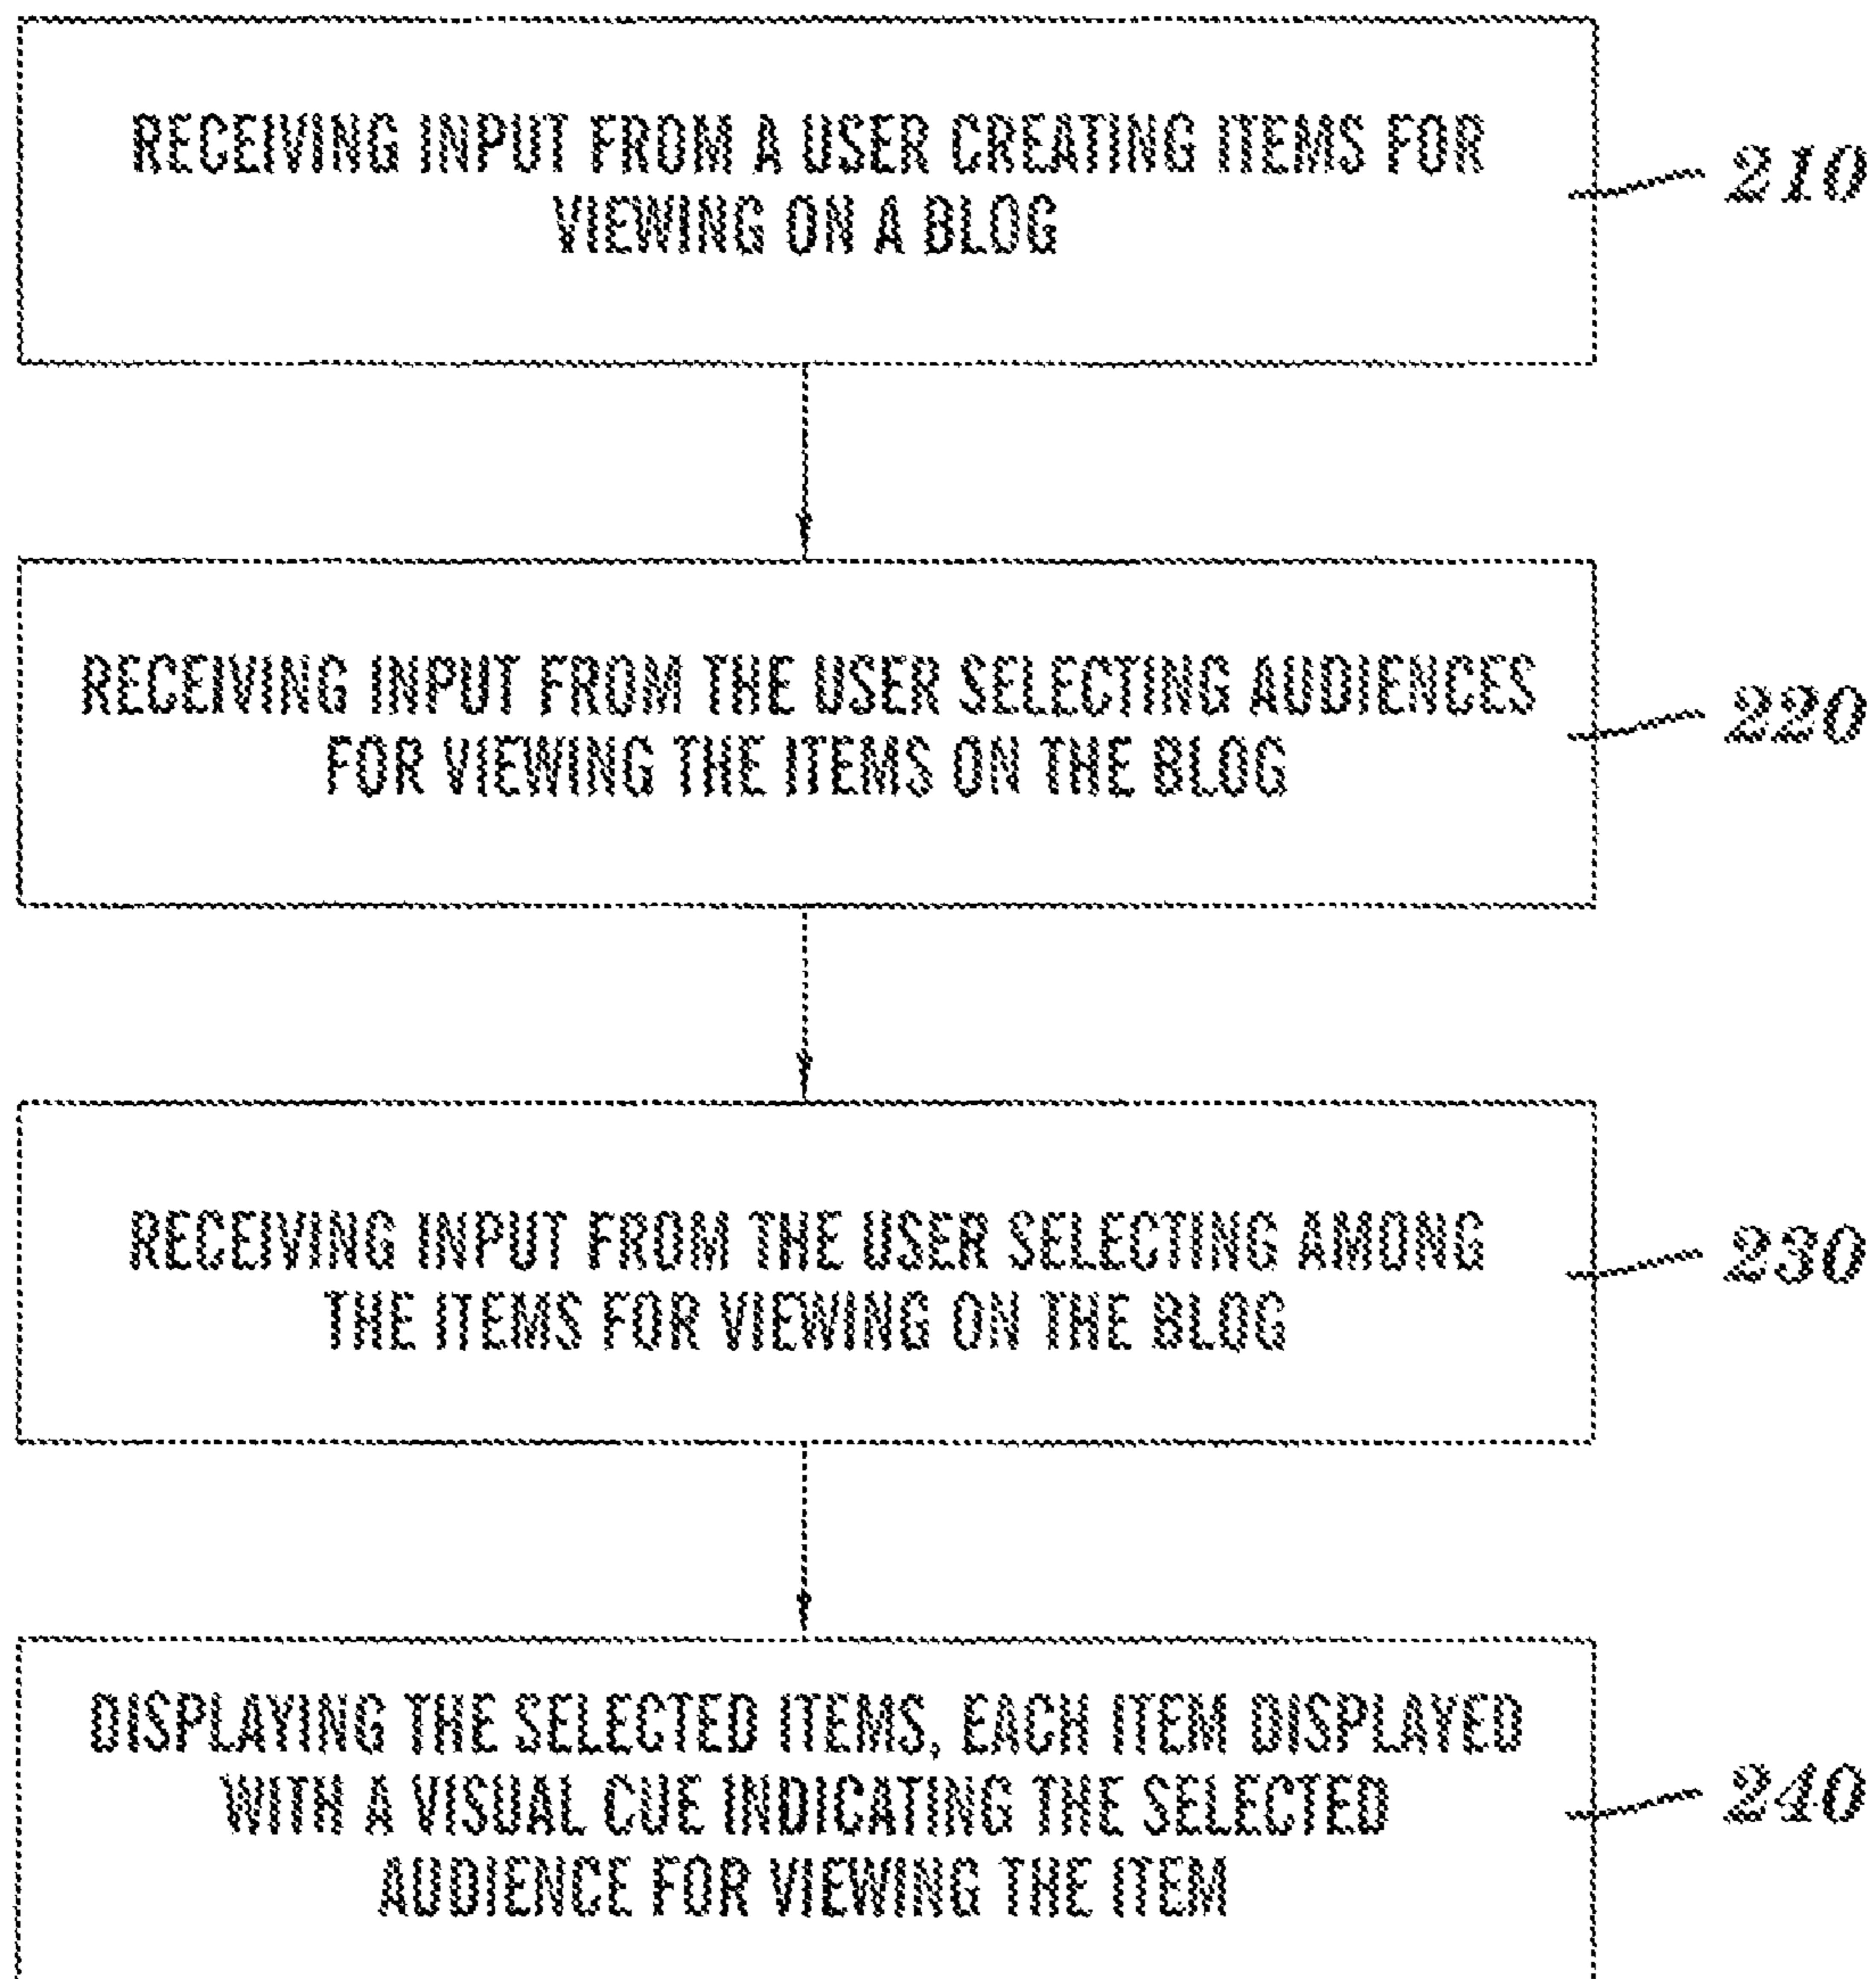 RECEIVING INPUT FROM A USER CREATING ITEMS FOR
VIEWING ON A BLOG
210
RECEIVING INPUT FROM THE USER SELECTING AUDIENCES
FOR VIEWING THE ITEMS ON THE BLOG
220
RECEIVING INPUT FROM THE USER SELECTING AMONG
THE ITEMS FOR VIEWING ON THE BLOG
230
DISPLAYING THE SELECTED ITEMS, EACH ITEM DISPLAYED
WITH A VISUAL CUE INDICATING THE SELECTED
AUDIENCE FOR VIEWING THE ITEM
240